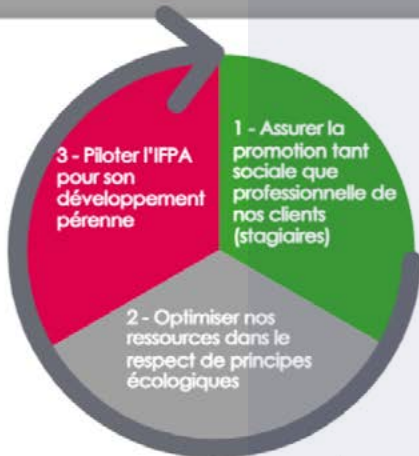 1 - Assurer la
promotion tant
sociale que
professionnelle de
nos clients
(stagiaires)
2 - Optimiser nos
ressources dans le
respect de principes
écologiques
3 - Piloter l'IFPA
pour son
développement
pérenne